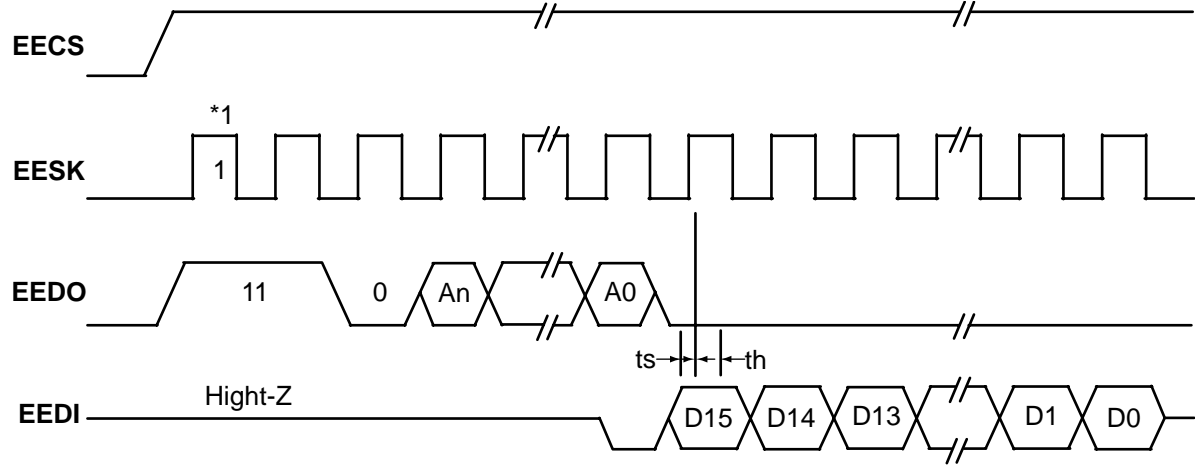 EECS
*1
EESK 1
EEDO 11 0 An A0
ts th
Hight-Z
EEDI D15 D14 D13 D1 D0